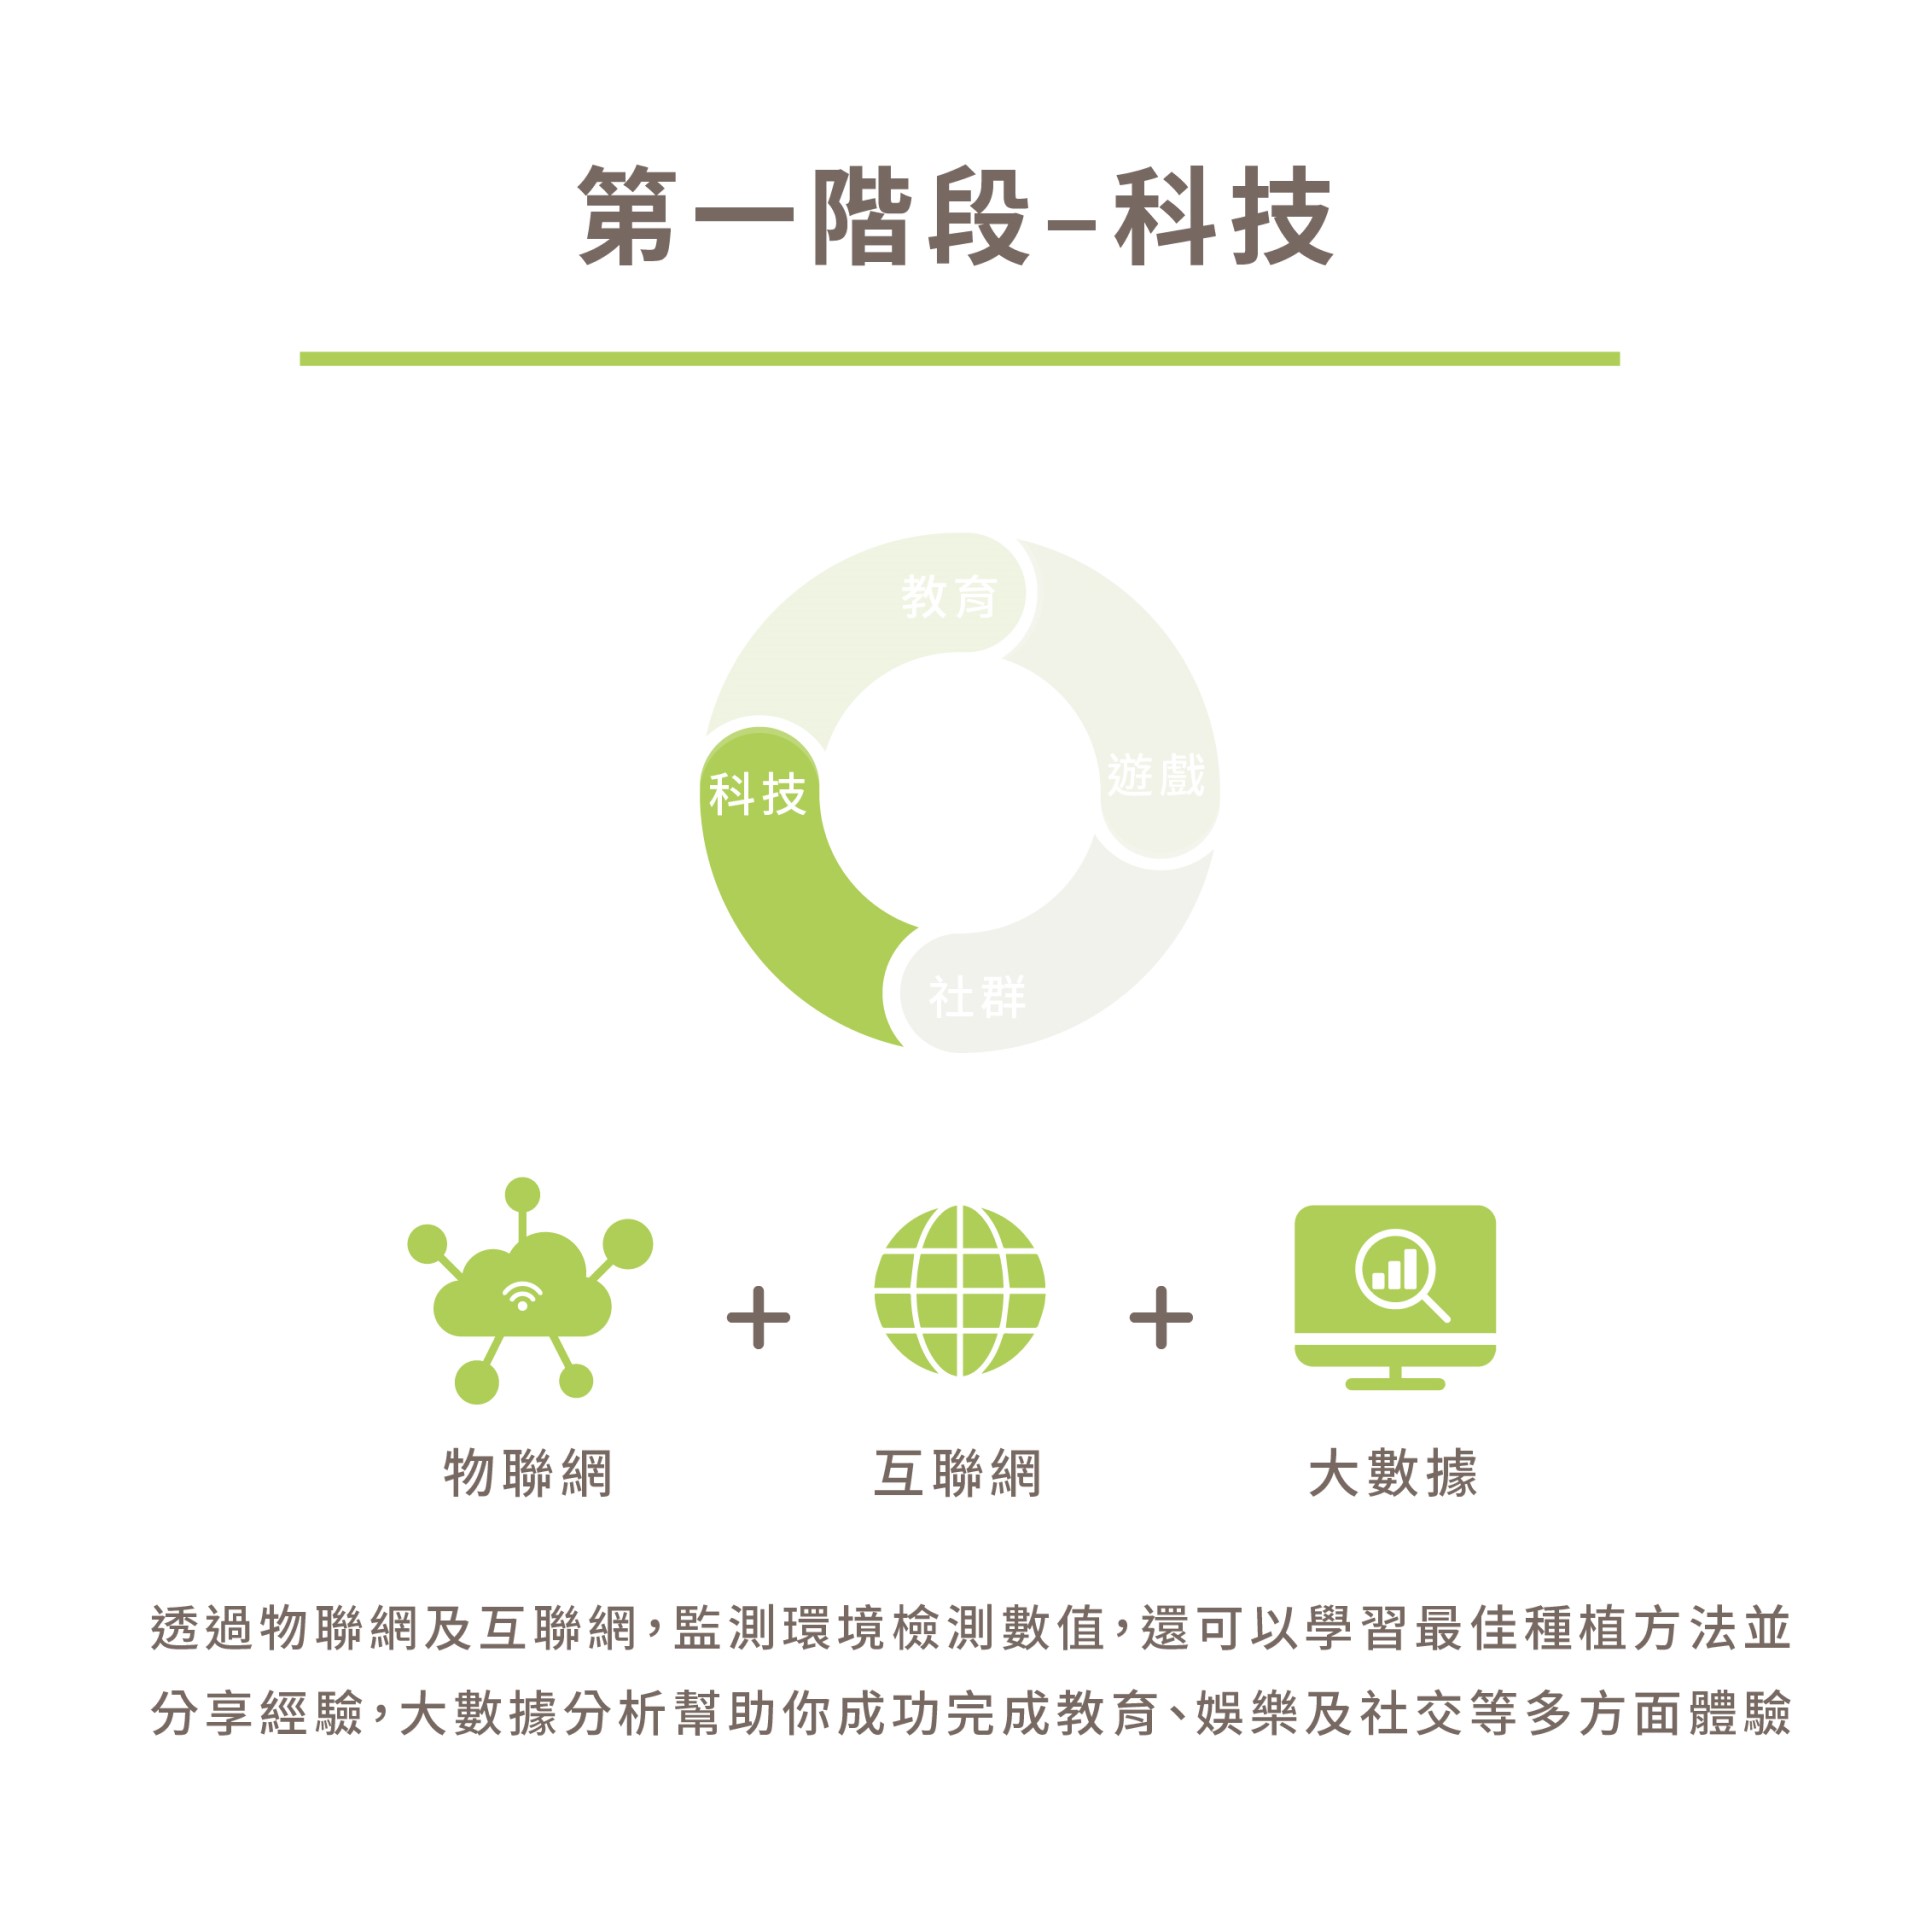 第一階段-科技
教育
遊戲
科技
社群
物聯網
互聯網
大數據
透過物聯網及互聯網,監測環境檢測數值,還可以學習最佳種植方法並
分享經驗,大數據分析幫助你成功完成教育、娛樂及社交等多方面體驗